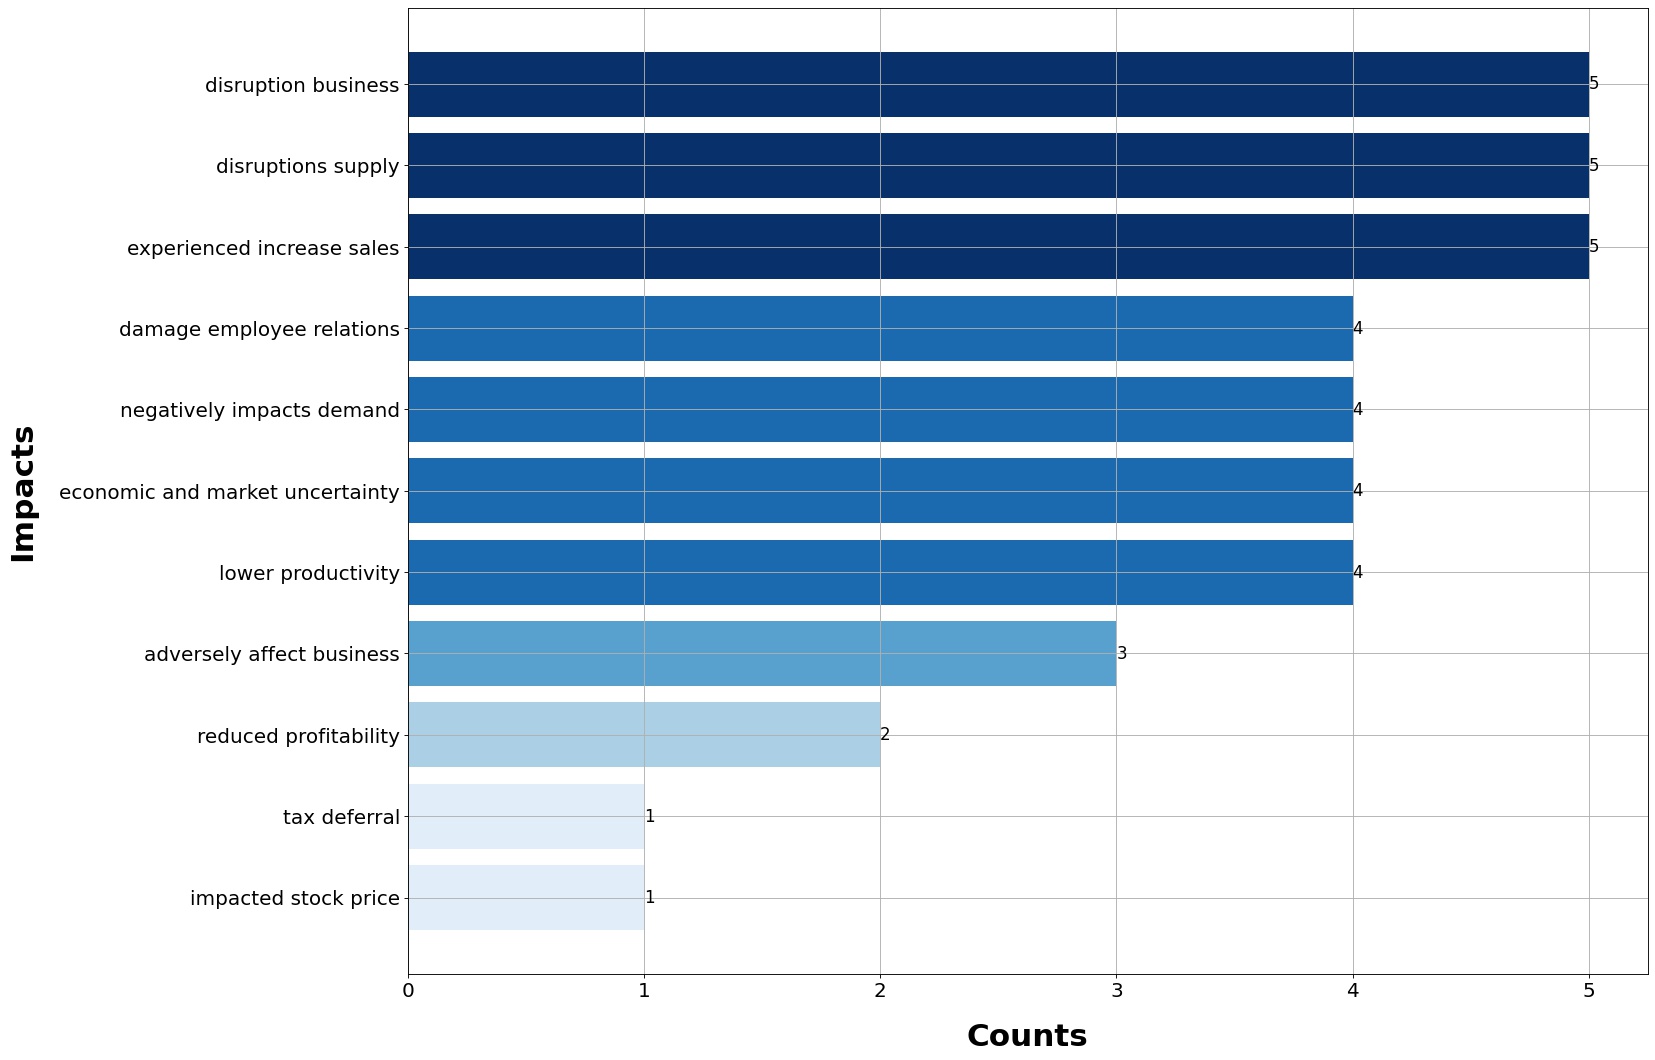 disruption business
5
disruptions supply
5
experienced increase sales
5
damage employee relations
4
negatively impacts demand
4
economic and market uncertainty
4
lower productivity
4
adversely affect business
3
reduced profitability
2
tax deferral
1
impacted stock price
1
Impacts
0 1 2 3 4 5
Counts